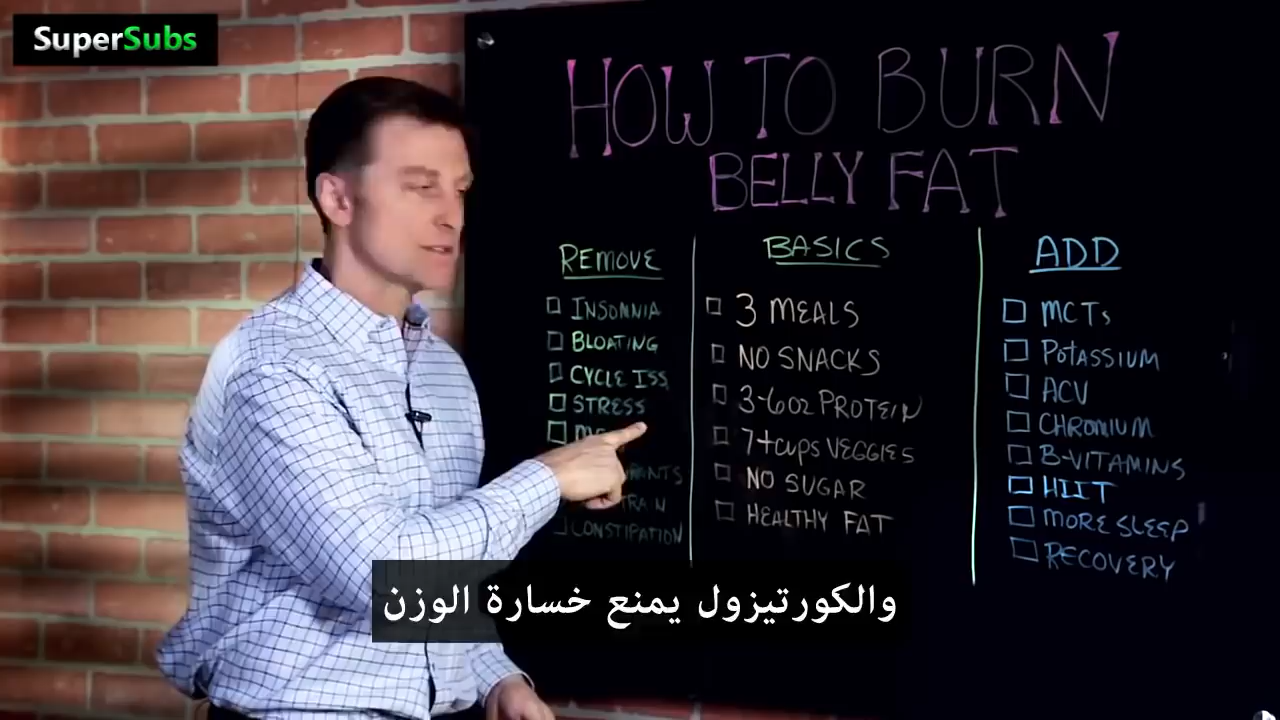 SuperSubs
HOW TO BURN
BELLY FAT
REMOVE
INSOMNIA
BLOATING
CYCLE ISS
STRESS
CONSTIPATION
BASICS
3 MEALS
NO SNACKS
3-6oz PROTEIN
7+cups VEGGIES
NO SUGAR
HEALTHY FAT
ADD
MCTs
POTASSIUM
ACV
CHROMIUM
B-VITAMINS
HIIT
MORE SLEEP
RECOVERY
والكورتيزول يمنع خسارة الوزن